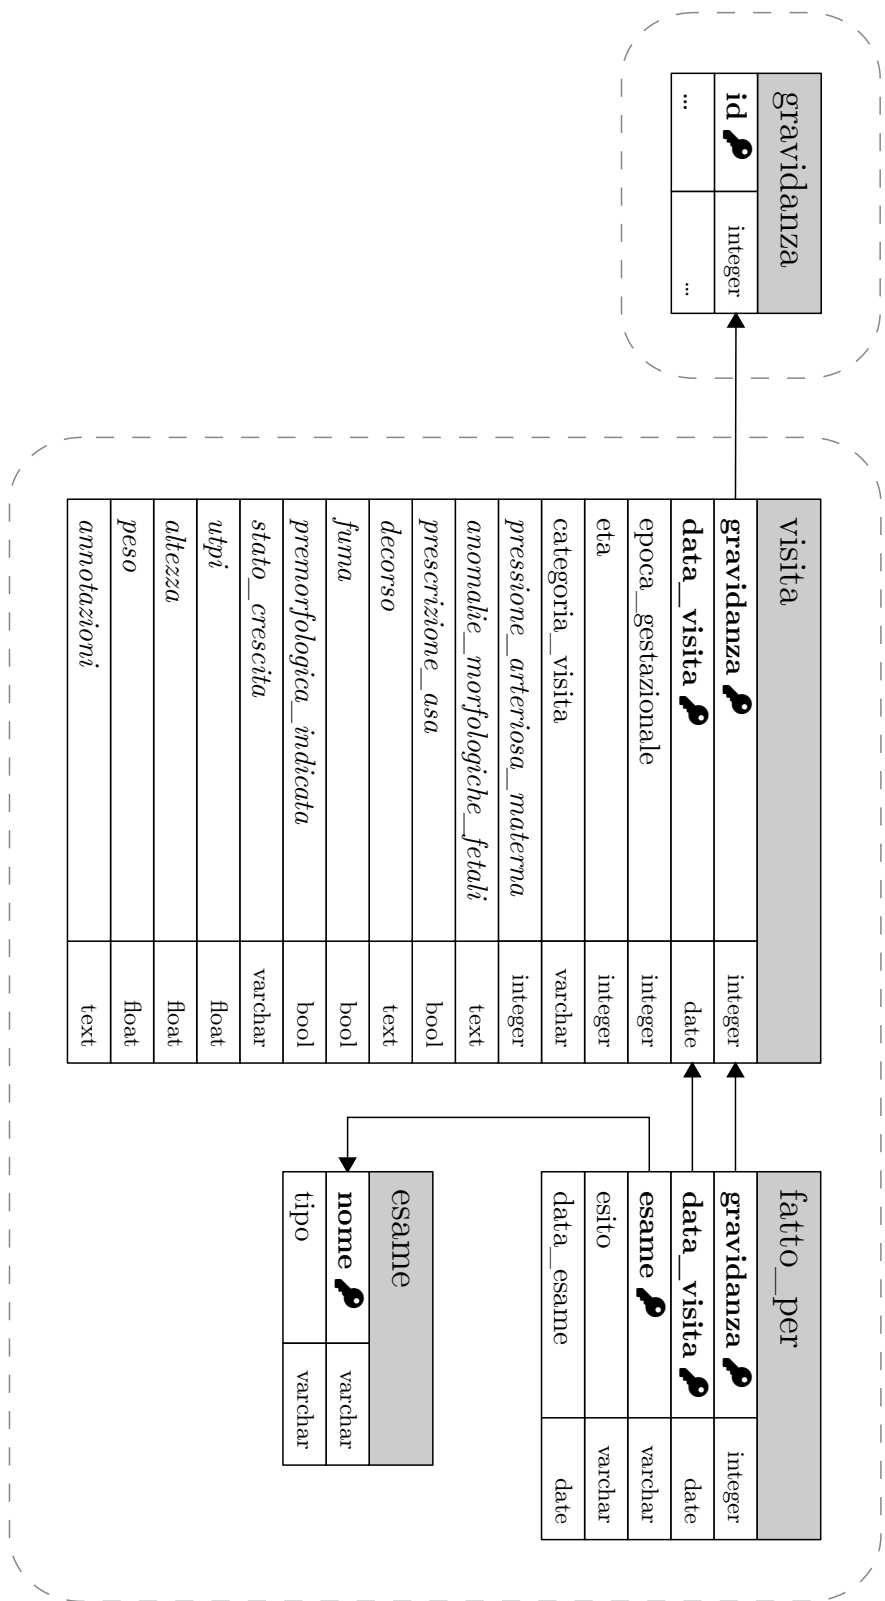 gravidanza
id integer
... ...
visita
gravidanza integer
data_visita date
epoca_gestazionale integer
eta integer
categoria_visita varchar
pressione_arteriosa_materna integer
anomalie_morfologiche_fetali text
prescrizione_asa bool
decorso text
fuma bool
premorfologica_indicata bool
stato_crescita varchar
utpi float
altezza float
peso float
annotazioni text
fatto_per
gravidanza integer
data_visita date
esame varchar
esito varchar
data_esame date
esame
nome varchar
tipo varchar